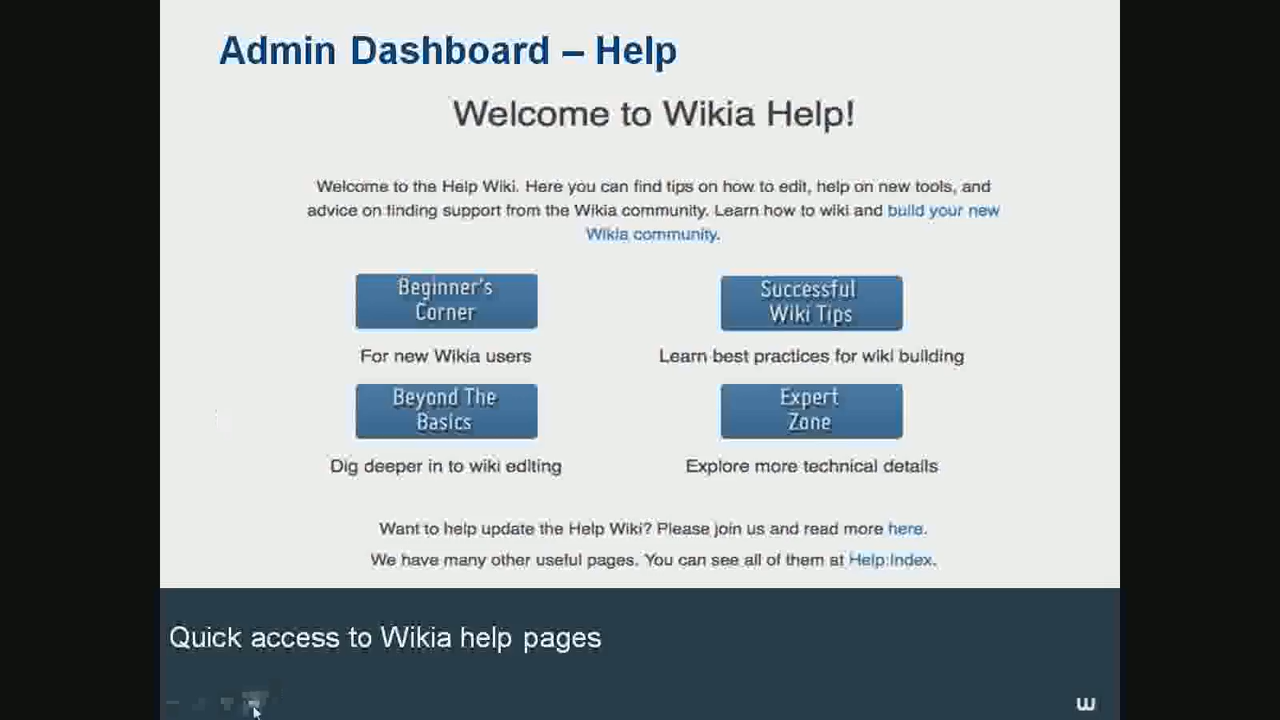 Admin Dashboard – Help
Welcome to Wikia Help!
Welcome to the Help Wiki. Here you can find tips on how to edit, help on new tools, and
advice on finding support from the Wikia community. Learn how to wiki and build your new
Wikia community.
Beginner's
Corner
Successful
Wiki Tips
For new Wikia users
Learn best practices for wiki building
Beyond The
Basics
Expert
Zone
Dig deeper in to wiki editing
Explore more technical details
Want to help update the Help Wiki? Please join us and read more here.
We have many other useful pages. You can see all of them at Help:Index.
Quick access to Wikia help pages
w